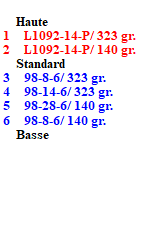 Haute
1 L1092-14-P/ 323 gr.
2 L1092-14-P/ 140 gr.
Standard
3 98-8-6/ 323 gr.
4 98-14-6/ 323 gr.
5 98-28-6/ 140 gr.
6 98-8-6/ 140 gr.
Basse